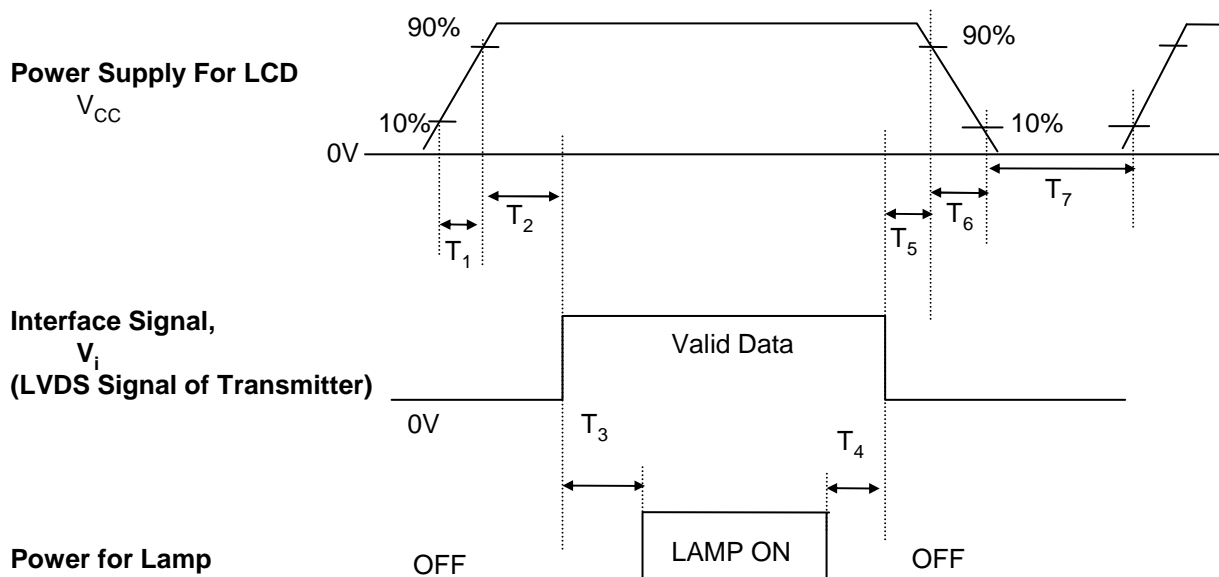 90%
90%
Power Supply For LCD
VCC
10%
10%
0V
T1
T2
T5
T6
T7
Interface Signal,
Vi
(LVDS Signal of Transmitter)
Valid Data
0V
T3
T4
Power for Lamp
OFF
LAMP ON
OFF